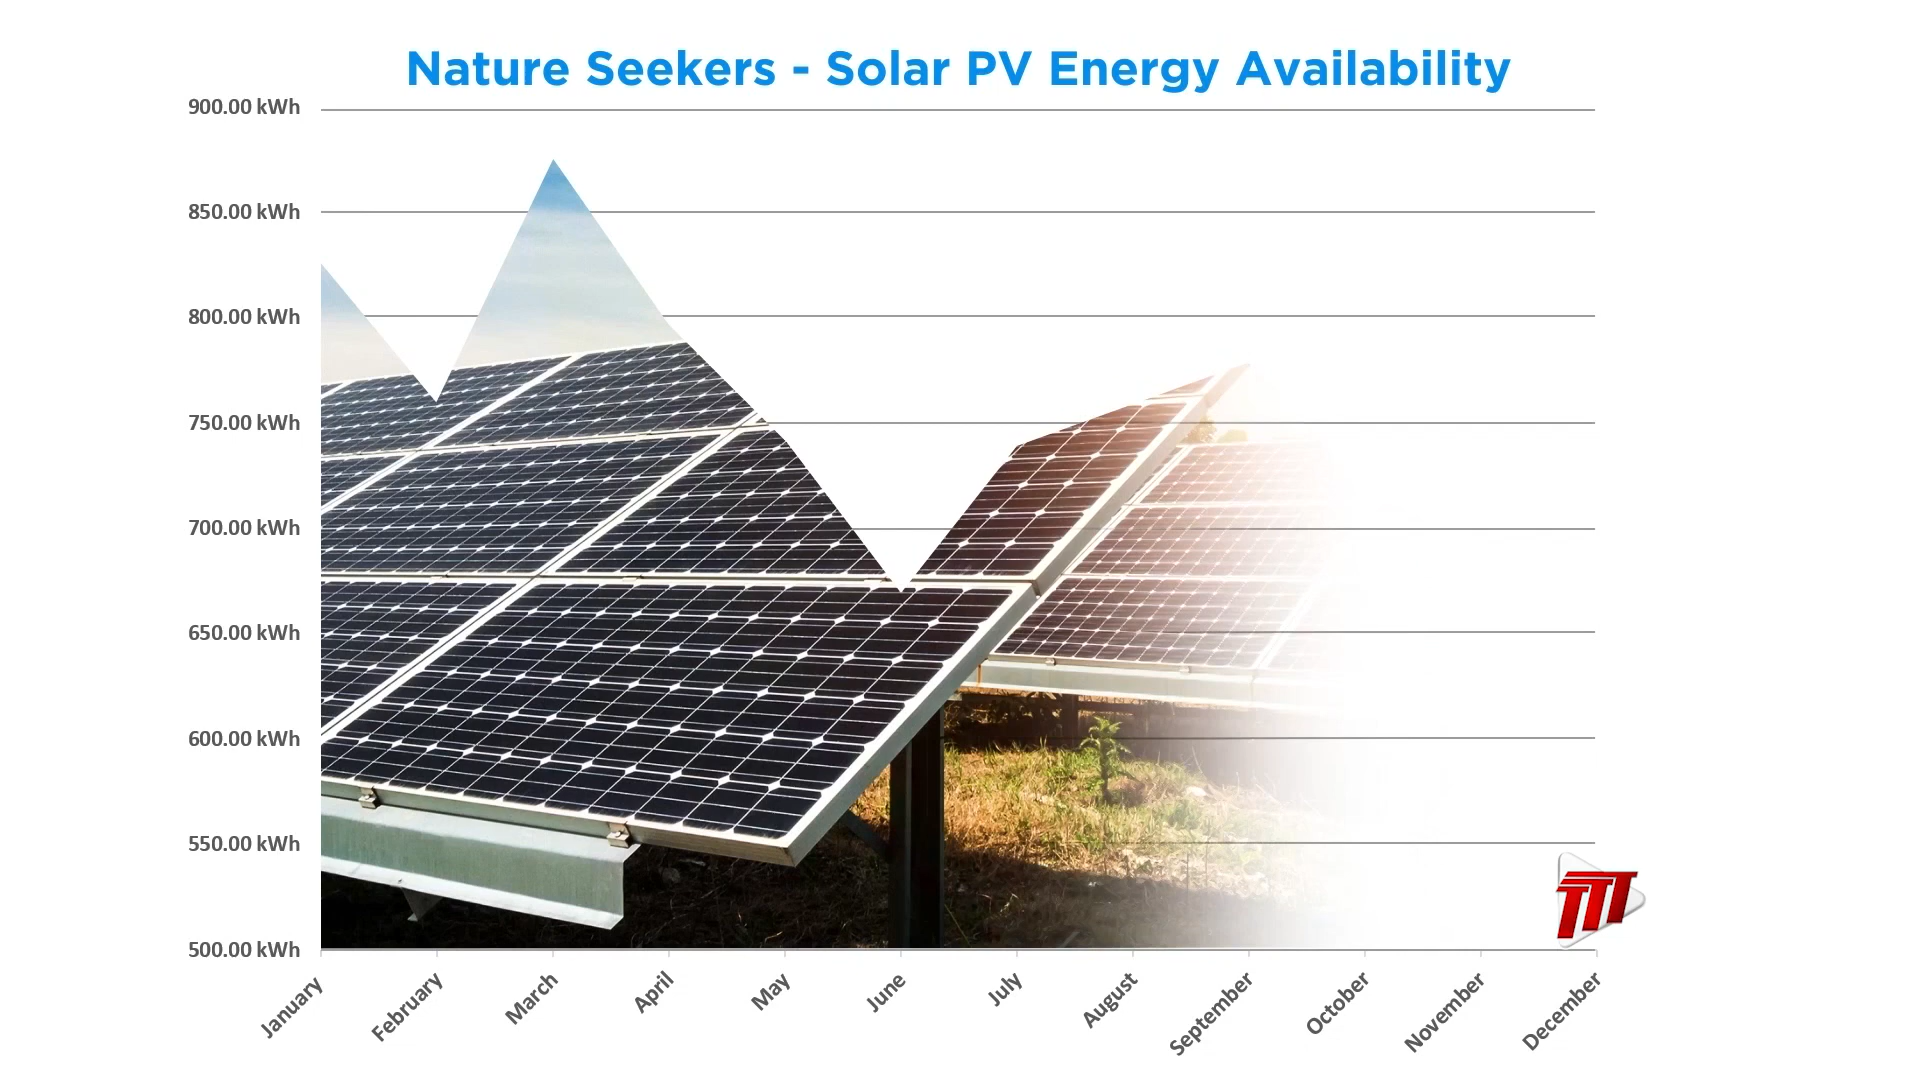 Nature Seekers - Solar PV Energy Availability
900.00 kWh
850.00 kWh
800.00 kWh
750.00 kWh
700.00 kWh
650.00 kWh
600.00 kWh
550.00 kWh
500.00 kWh
January
February
March
April
May
June
July
August
September
October
November
December
TTT